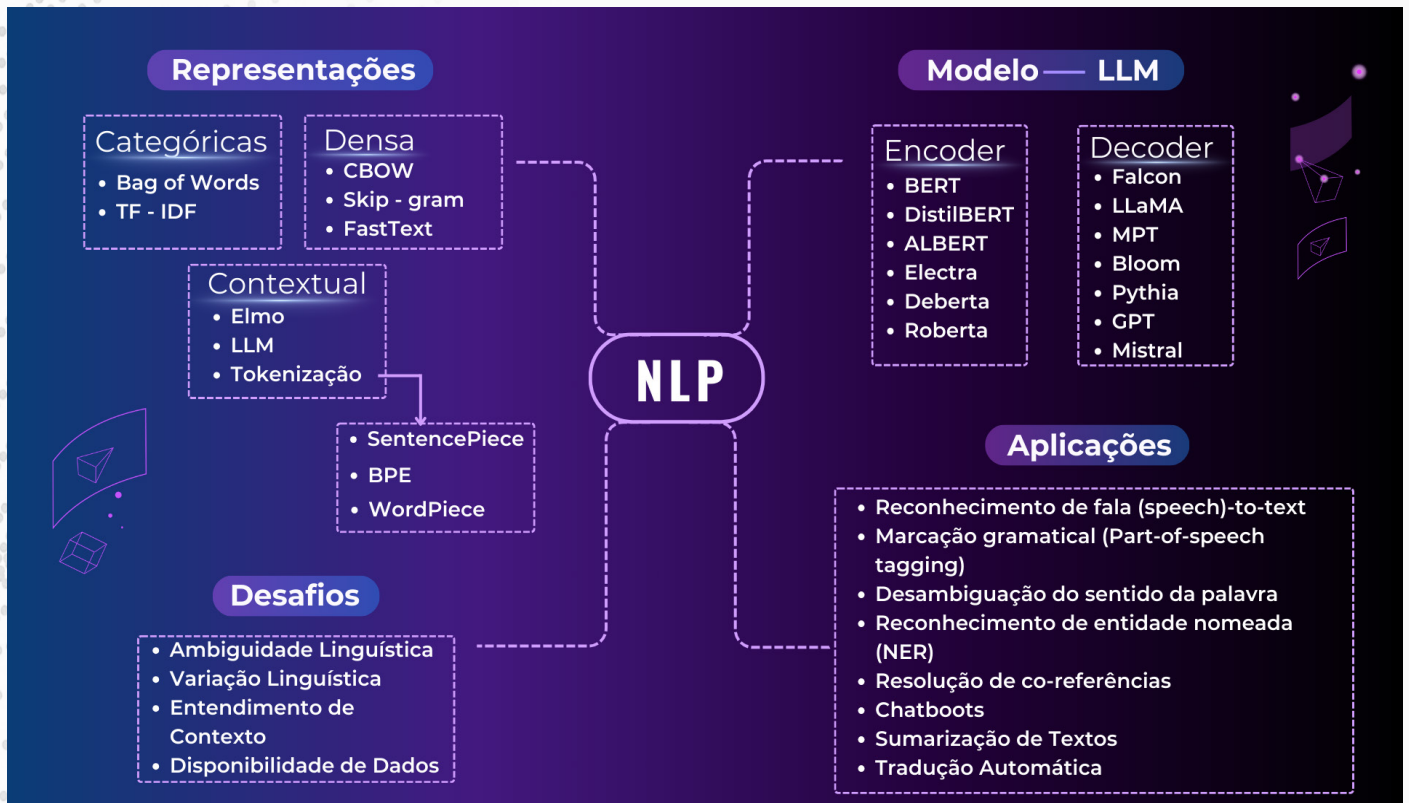 Representações
Categóricas
• Bag of Words
• TF - IDF
Densa
• CBOW
• Skip - gram
• FastText
Contextual
• Elmo
• LLM
• Tokenização
• SentencePiece
• BPE
• WordPiece
Desafios
• Ambiguidade Linguística
• Variação Linguística
• Entendimento de
Contexto
• Disponibilidade de Dados
NLP
Modelo — LLM
Encoder
• BERT
• DistilBERT
• ALBERT
• Electra
• Deberta
• Roberta
Decoder
• Falcon
• LLaMA
• MPT
• Bloom
• Pythia
• GPT
• Mistral
Aplicações
• Reconhecimento de fala (speech)-to-text
• Marcação gramatical (Part-of-speech
tagging)
• Desambiguação do sentido da palavra
• Reconhecimento de entidade nomeada
(NER)
• Resolução de co-referências
• Chatboots
• Sumarização de Textos
• Tradução Automática